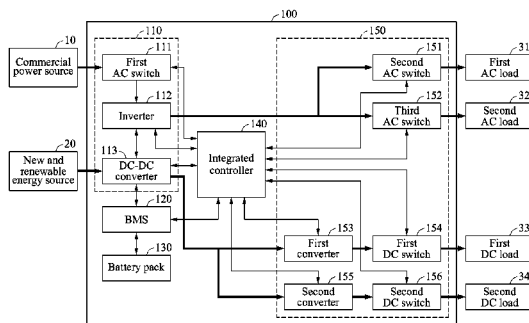 100
10
110
111
150
151
31
Commercial
power source
First
AC switch
Second
AC switch
First
AC load
112
152
32
Inverter
140
Third
AC switch
Second
AC load
20
113
New and
renewable
energy source
DC-DC
converter
Integrated
controller
120
BMS
153
154
33
130
First
converter
First
DC switch
First
DC load
Battery pack
155
156
34
Second
converter
Second
DC switch
Second
DC load